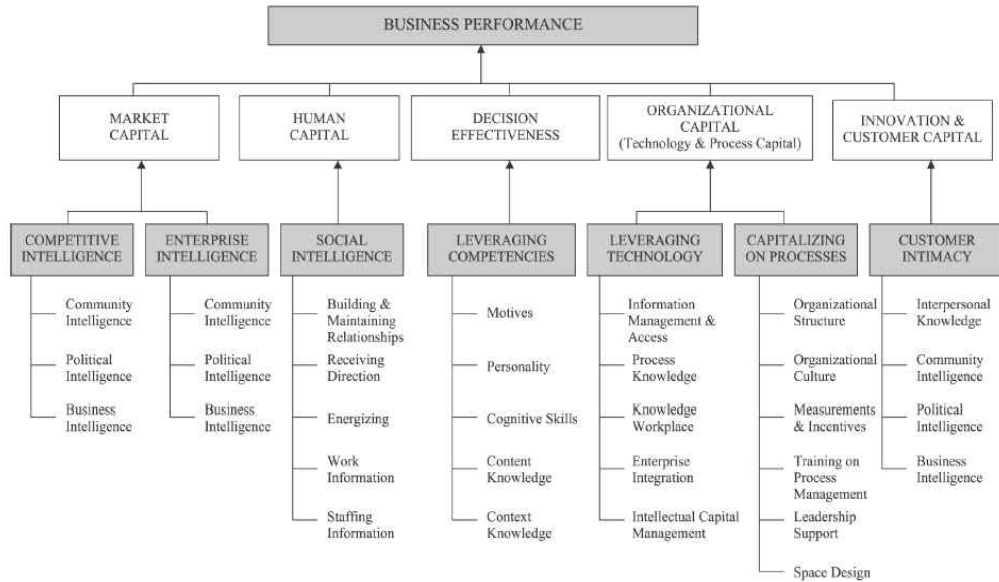 BUSINESS PERFORMANCE
MARKET
CAPITAL
HUMAN
CAPITAL
DECISION
EFFECTIVENESS
ORGANIZATIONAL
CAPITAL
(Technology & Process Capital)
INNOVATION &
CUSTOMER CAPITAL
COMPETITIVE
INTELLIGENCE
ENTERPRISE
INTELLIGENCE
SOCIAL
INTELLIGENCE
LEVERAGING
COMPETENCIES
LEVERAGING
TECHNOLOGY
CAPITALIZING
ON PROCESSES
CUSTOMER
INTIMACY
Community
Intelligence
Political
Intelligence
Business
Intelligence
Community
Intelligence
Political
Intelligence
Business
Intelligence
Building &
Maintaining
Relationships
Receiving
Direction
Energizing
Work
Information
Staffing
Information
Motives
Personality
Cognitive Skills
Content
Knowledge
Context
Knowledge
Information
Management &
Access
Process
Knowledge
Knowledge
Workplace
Enterprise
Integration
Intellectual Capital
Management
Organizational
Structure
Organizational
Culture
Measurements
& Incentives
Training on
Process
Management
Leadership
Support
Space Design
Interpersonal
Knowledge
Community
Intelligence
Political
Intelligence
Business
Intelligence